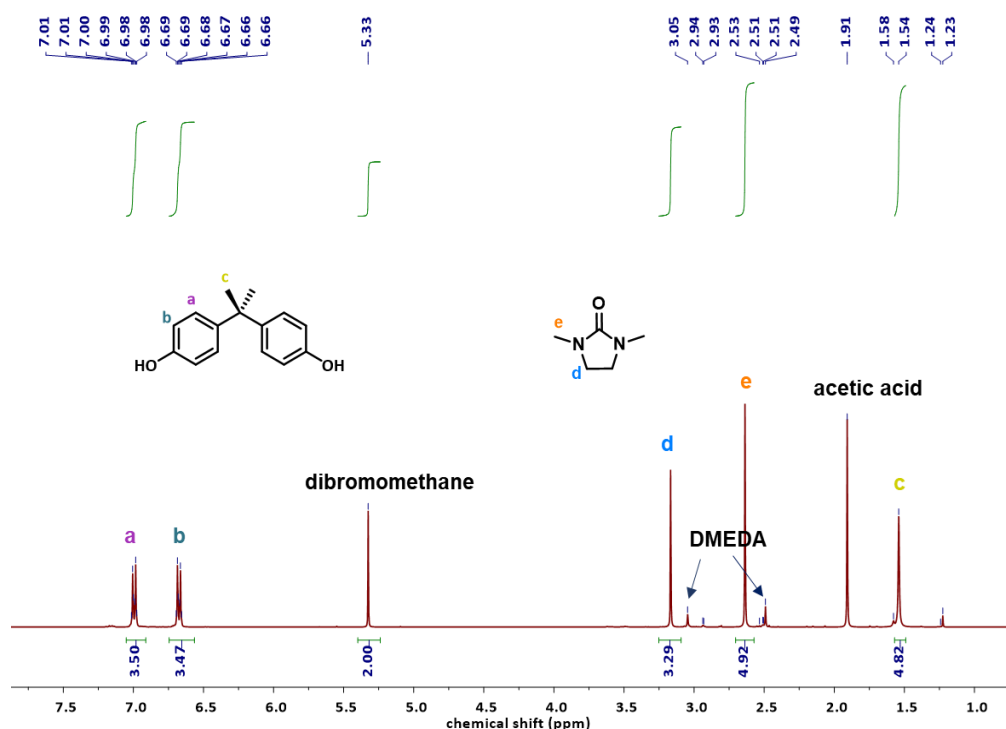 7.01 7.01 7.00 6.99 6.98 6.98 6.69 6.69 6.68 6.67 6.66 6.66 5.33 3.05 2.94 2.93 2.53 2.51 2.51 2.49 1.91 1.58 1.54 1.24 1.23
c
a
b
HO
OH
O
e
N
N
d
e
acetic acid
d
dibromomethane
c
a
b
DMEDA
3.50 3.47 2.00 3.29 4.92 4.82
7.5 7.0 6.5 6.0 5.5 5.0 4.5 4.0 3.5 3.0 2.5 2.0 1.5 1.0
chemical shift (ppm)